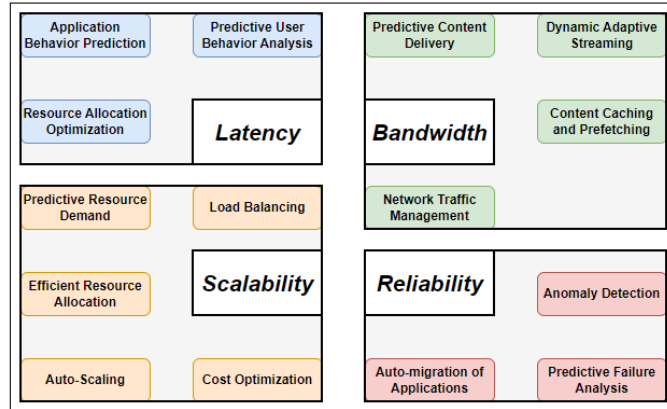 Application
Behavior Prediction
Predictive User
Behavior Analysis
Resource Allocation
Optimization
Latency
Predictive Content
Delivery
Dynamic Adaptive
Streaming
Bandwidth
Content Caching
and Prefetching
Network Traffic
Management
Predictive Resource
Demand
Load Balancing
Efficient Resource
Allocation
Scalability
Auto-Scaling
Cost Optimization
Reliability
Anomaly Detection
Auto-migration of
Applications
Predictive Failure
Analysis